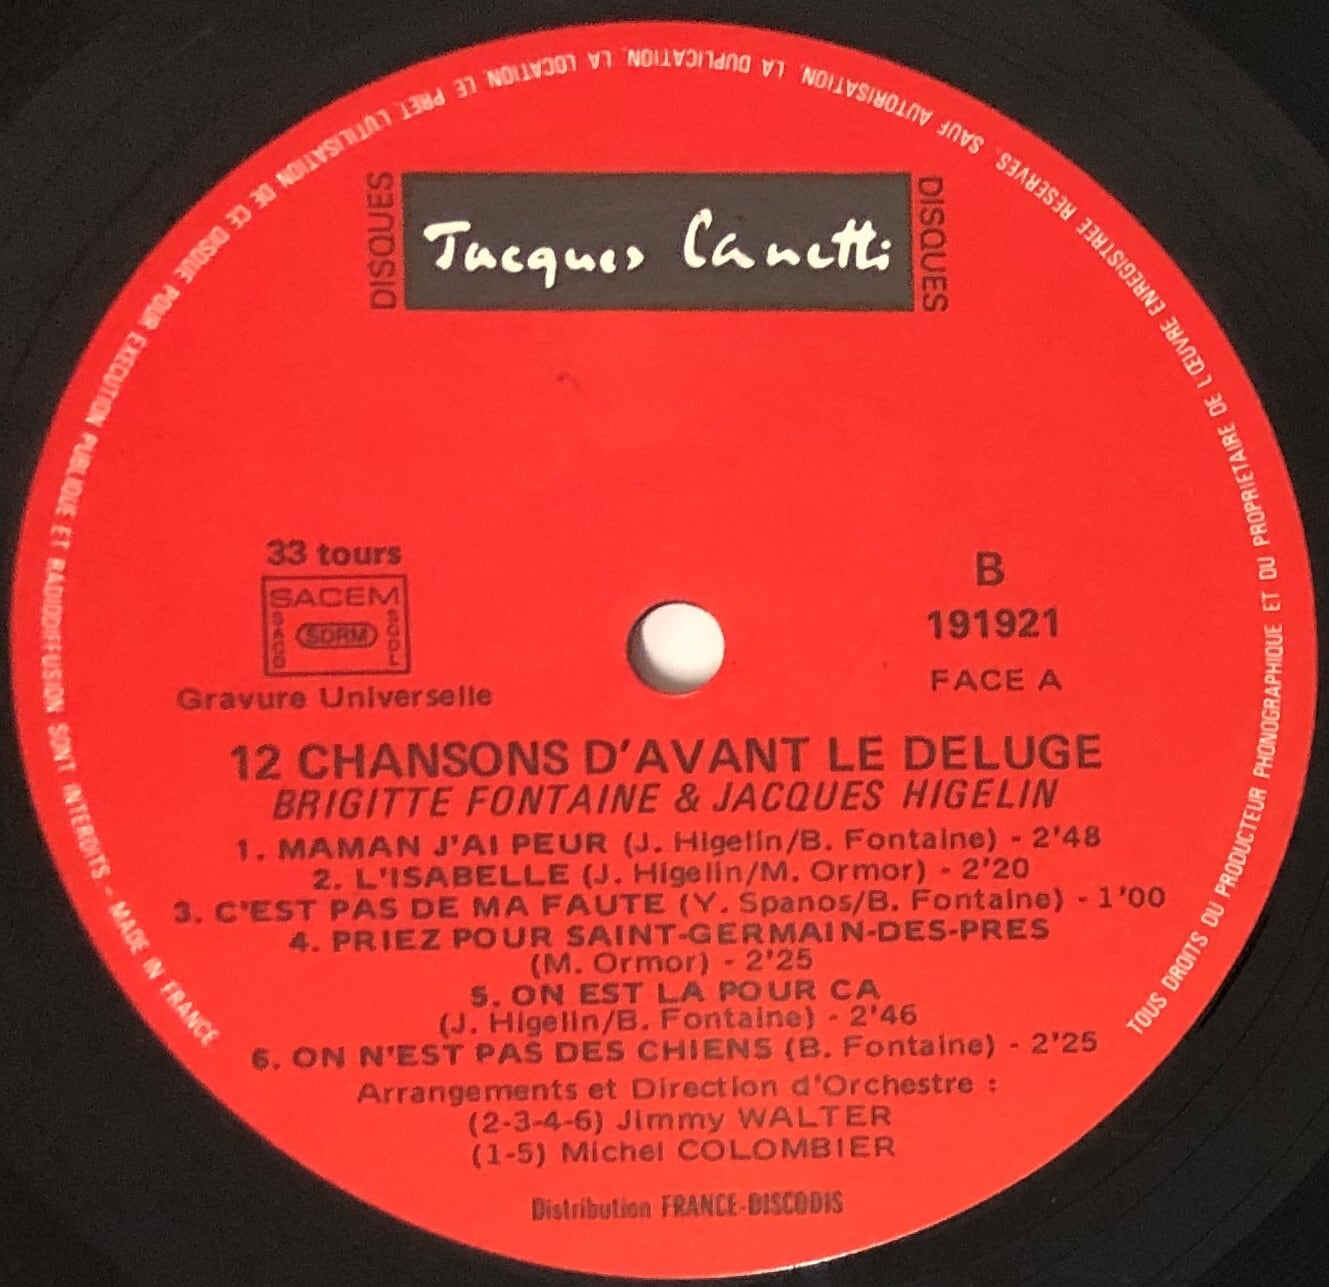 TOUS DROITS DU PRODUCTEUR PHONOGRAPHIQUE ET DU PROPRIETAIRE DE L'ŒUVRE ENREGISTREE RESERVES. SAUF AUTORISATION, LA DUPLICATION, LA LOCATION, LE PRET, L'UTILISATION DE CE DISQUE POUR EXECUTION PUBLIQUE ET RADIODIFFUSION SONT INTERDITS - MADE IN FRANCE
DISQUES
Jacques Canetti
DISQUES
33 tours
SACEM
SACD
SDRM
SGDL
Gravure Universelle
B
191921
FACE A
12 CHANSONS D'AVANT LE DELUGE
BRIGITTE FONTAINE & JACQUES HIGELIN
1. MAMAN J'AI PEUR (J. Higelin/B. Fontaine) - 2'48
2. L'ISABELLE (J. Higelin/M. Ormor) - 2'20
3. C'EST PAS DE MA FAUTE (Y. Spanos/B. Fontaine) - 1'00
4. PRIEZ POUR SAINT-GERMAIN-DES-PRES
(M. Ormor) - 2'25
5. ON EST LA POUR CA
(J. Higelin/B. Fontaine) - 2'46
6. ON N'EST PAS DES CHIENS (B. Fontaine) - 2'25
Arrangements et Direction d'Orchestre :
(2-3-4-6) Jimmy WALTER
(1-5) Michel COLOMBIER
Distribution FRANCE-DISCODIS